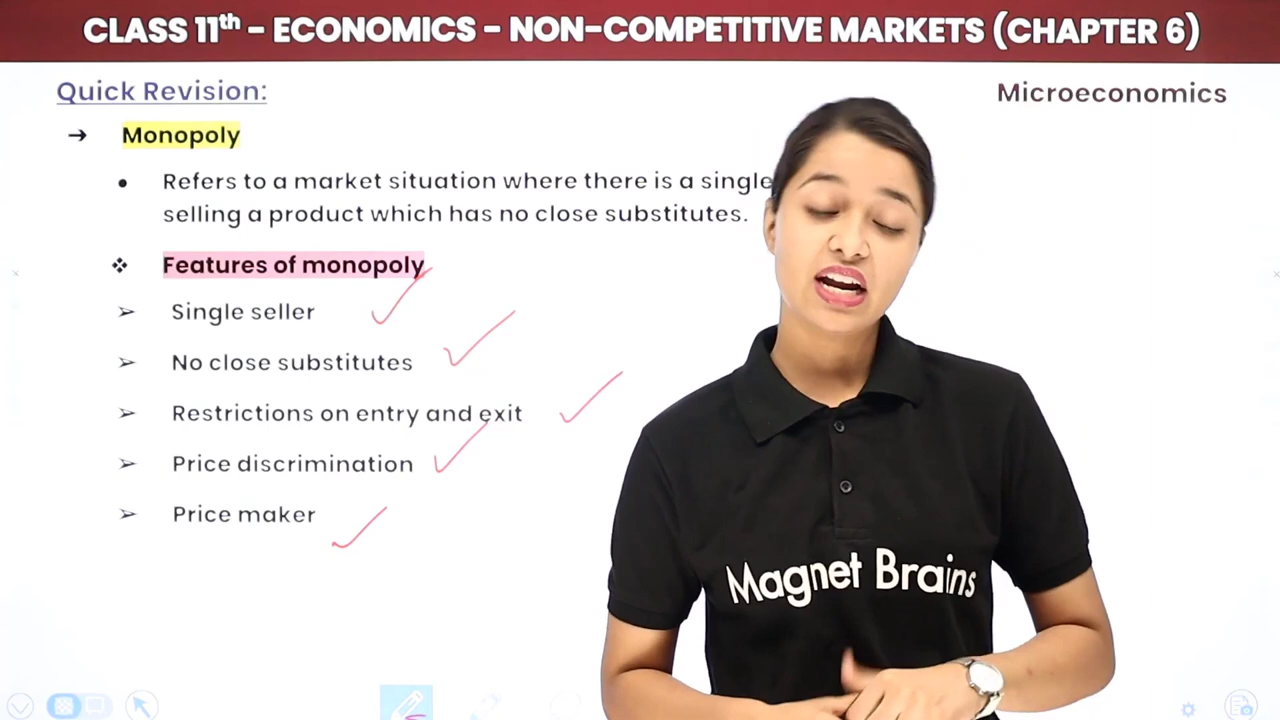 CLASS 11th - ECONOMICS - NON-COMPETITIVE MARKETS (CHAPTER 6)
Quick Revision:
Microeconomics
→ Monopoly
• Refers to a market situation where there is a single
selling a product which has no close substitutes.
❖ Features of monopoly
➢ Single seller
➢ No close substitutes
➢ Restrictions on entry and exit
➢ Price discrimination
➢ Price maker
Magnet Brains